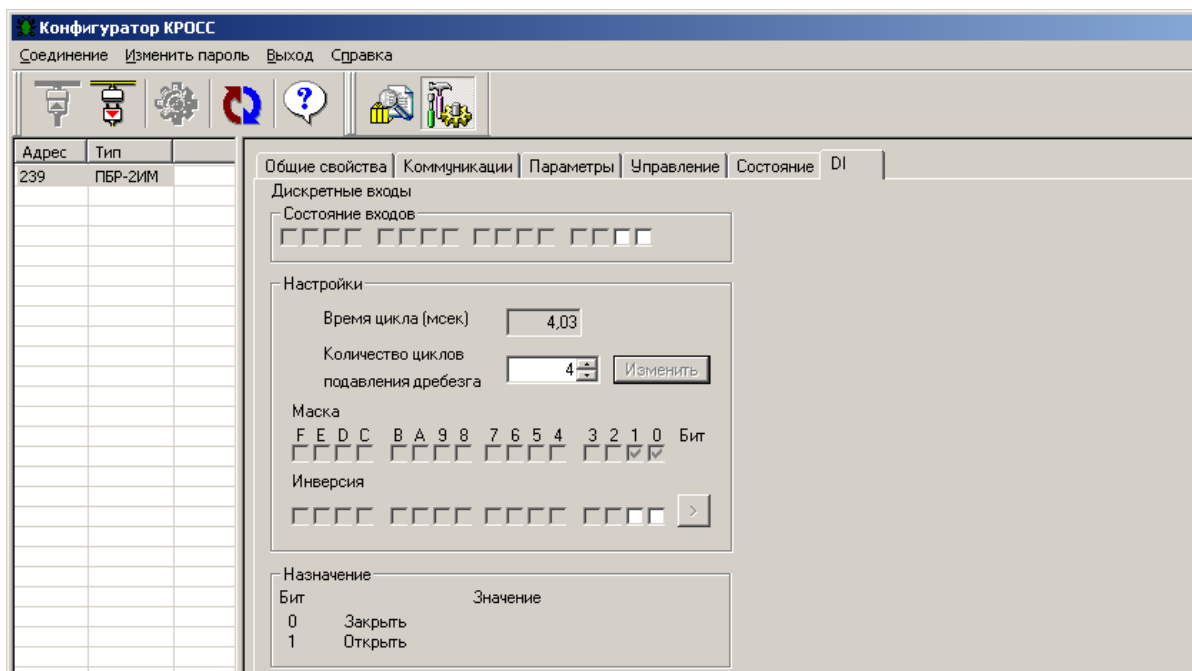 Конфигуратор КРОСС
Соединение Изменить пароль Выход Справка
Адрес Тип
239 ПБР-2ИМ
Общие свойства Коммуникации Параметры Управление Состояние DI
Дискретные входы
Состояние входов
Настройки
Время цикла (мсек) 4,03
Количество циклов
подавления дребезга 4 Изменить
Маска
F E D C B A 9 8 7 6 5 4 3 2 1 0 Бит
Инверсия
>
Назначение
Бит Значение
0 Закрыть
1 Открыть